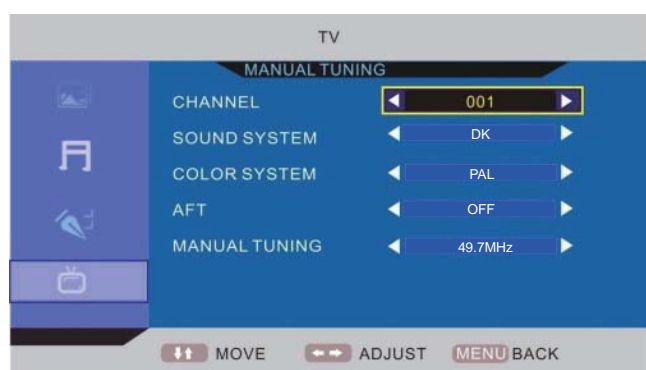 TV
MANUAL TUNING
CHANNEL 001
SOUND SYSTEM DK
COLOR SYSTEM PAL
AFT OFF
MANUAL TUNING 49.7MHz
MOVE ADJUST MENU BACK